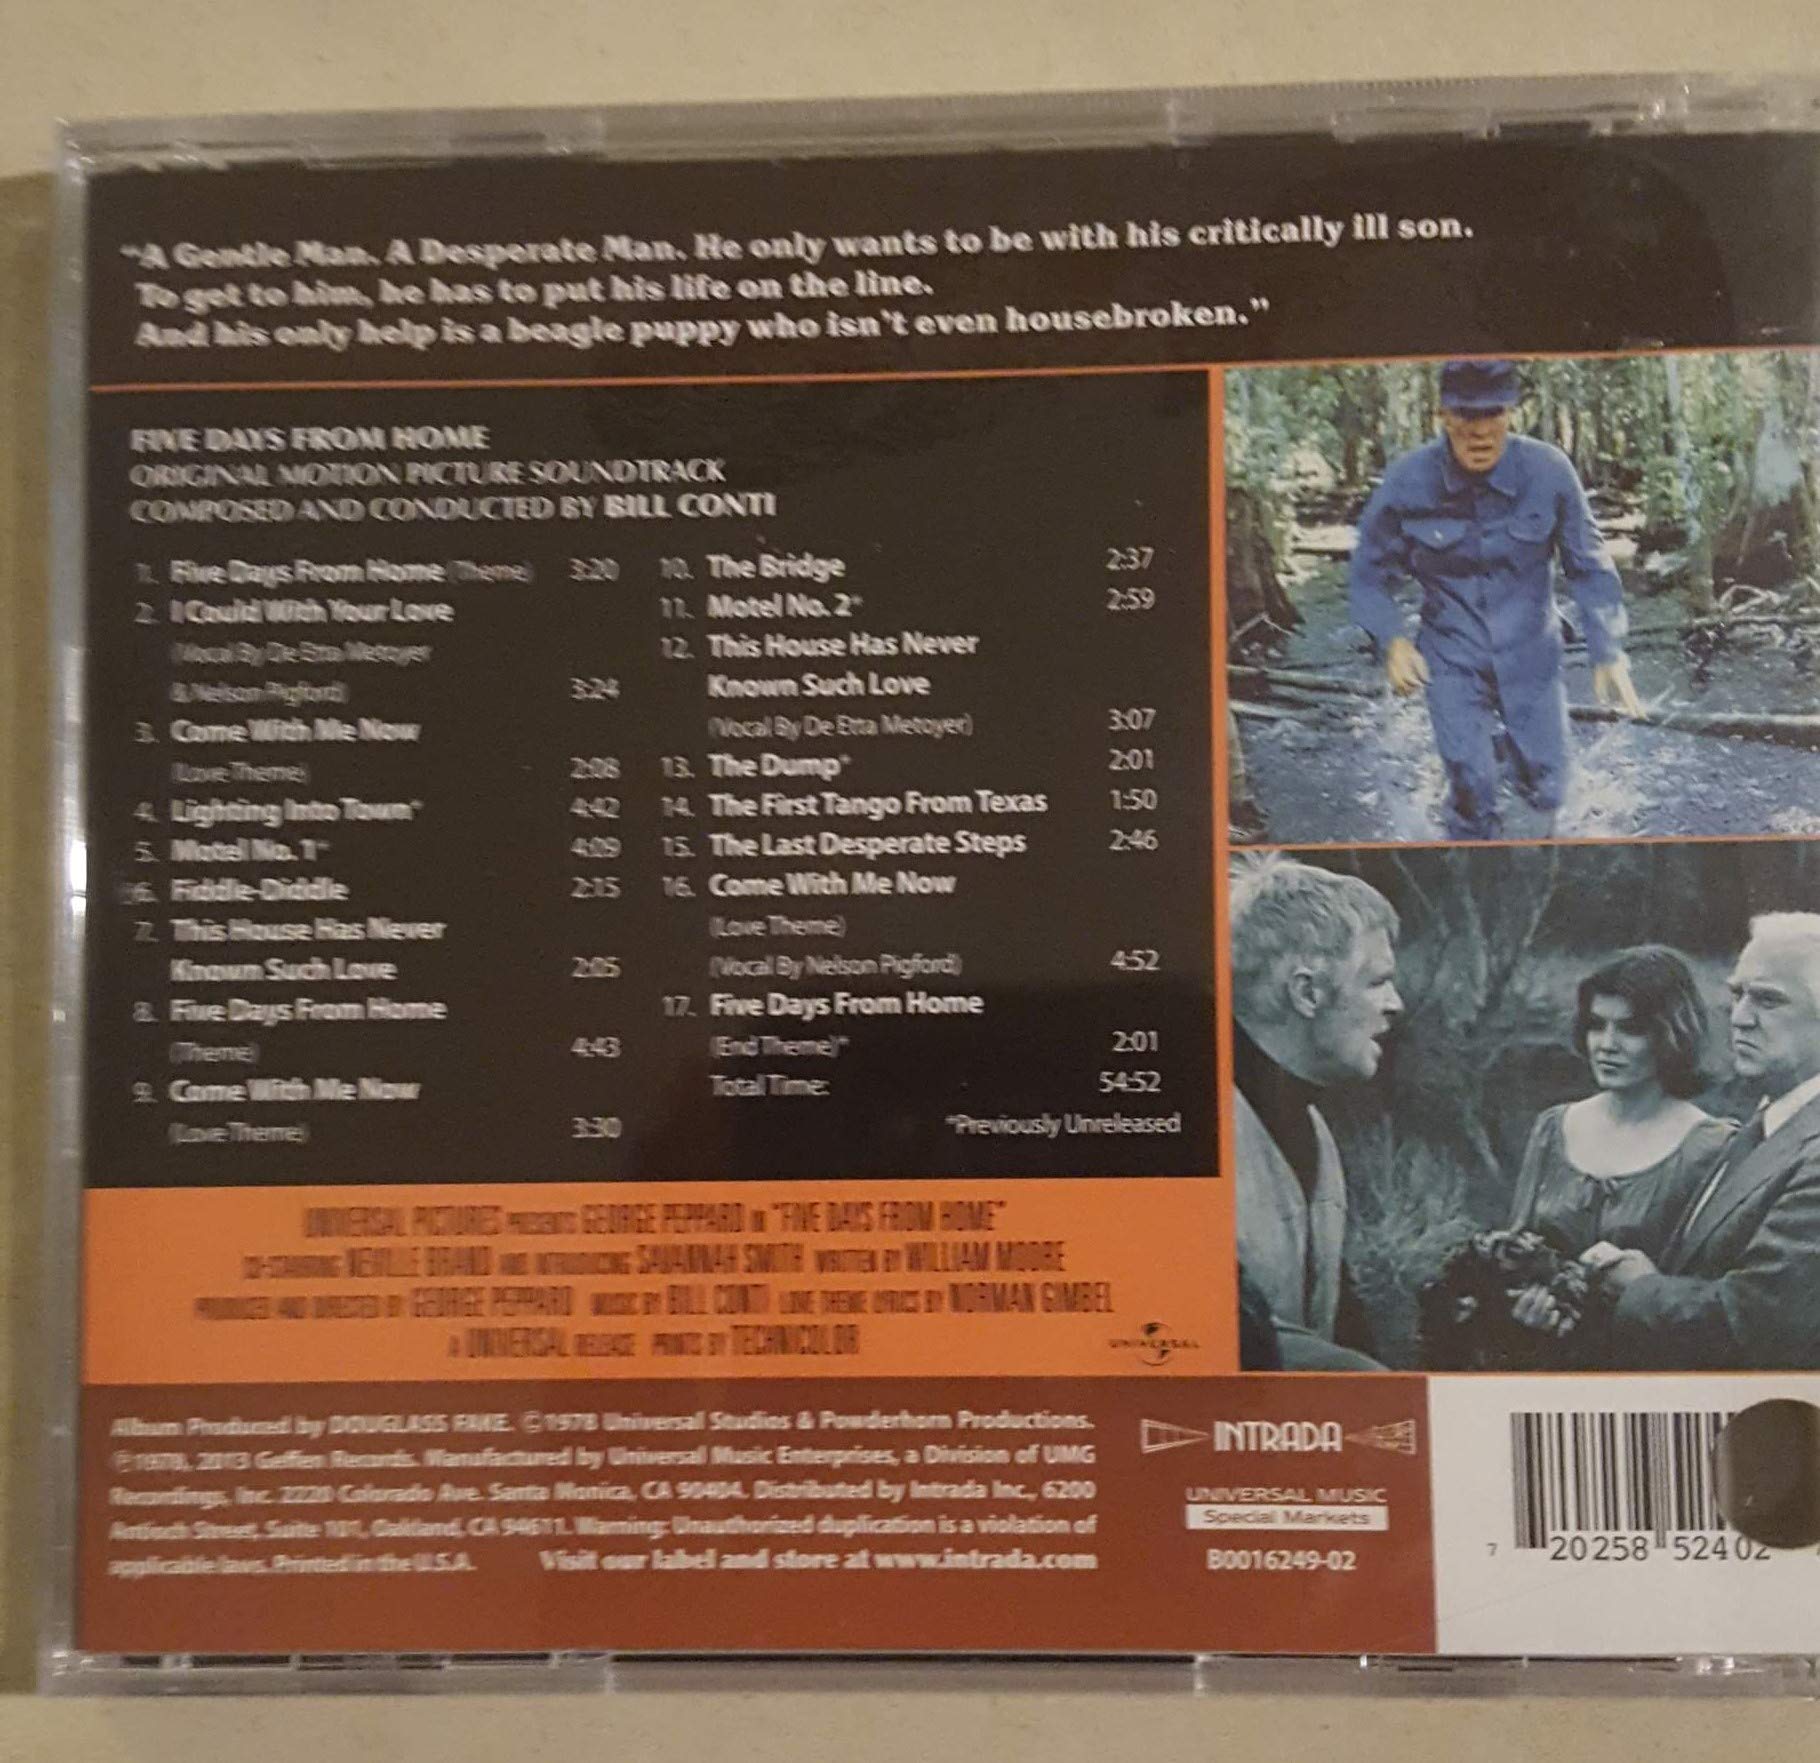 "A Gentle Man. A Desperate Man. He only wants to be with his critically ill son.
To get to him, he has to put his life on the line.
And his only help is a beagle puppy who isn't even housebroken."
FIVE DAYS FROM HOME
ORIGINAL MOTION PICTURE SOUNDTRACK
COMPOSED AND CONDUCTED BY BILL CONTI
1. Five Days From Home (Theme) 3:20
2. I Could With Your Love
(Vocal By De Etta Metoyer
& Nelson Pigford) 3:24
3. Come With Me Now
(Love Theme) 2:08
4. Lighting Into Town* 4:42
5. Motel No. 1* 4:09
6. Fiddle-Diddle 2:15
7. This House Has Never
Known Such Love 2:05
8. Five Days From Home
(Theme) 4:43
9. Come With Me Now
(Love Theme) 3:30
10. The Bridge 2:37
11. Motel No. 2* 2:59
12. This House Has Never
Known Such Love
(Vocal By De Etta Metoyer) 3:07
13. The Dump* 2:01
14. The First Tango From Texas 1:50
15. The Last Desperate Steps 2:46
16. Come With Me Now
(Love Theme)
(Vocal By Nelson Pigford) 4:52
17. Five Days From Home
(End Theme)* 2:01
Total Time: 54:52
*Previously Unreleased
UNIVERSAL PICTURES PRESENTS GEORGE PEPPARD IN "FIVE DAYS FROM HOME"
CO-STARRING NEVILLE BRAND AND INTRODUCING SAVANNAH SMITH WRITTEN BY WILLIAM MOORE
PRODUCED AND DIRECTED BY GEORGE PEPPARD MUSIC BY BILL CONTI LOVE THEME LYRICS BY NORMAN GIMBEL
A UNIVERSAL RELEASE PRINTS BY TECHNICOLOR
UNIVERSAL
Album Produced by DOUGLASS FAKE. ©1978 Universal Studios & Powderhorn Productions.
℗1978, 2013 Geffen Records. Manufactured by Universal Music Enterprises, a Division of UMG
Recordings, Inc. 2220 Colorado Ave. Santa Monica, CA 90404. Distributed by Intrada Inc., 6200
Antioch Street, Suite 101, Oakland, CA 94611. Warning: Unauthorized duplication is a violation of
applicable laws. Printed in the U.S.A. Visit our label and store at www.intrada.com
INTRADA
UNIVERSAL MUSIC
Special Markets
B0016249-02
7 20258 52402